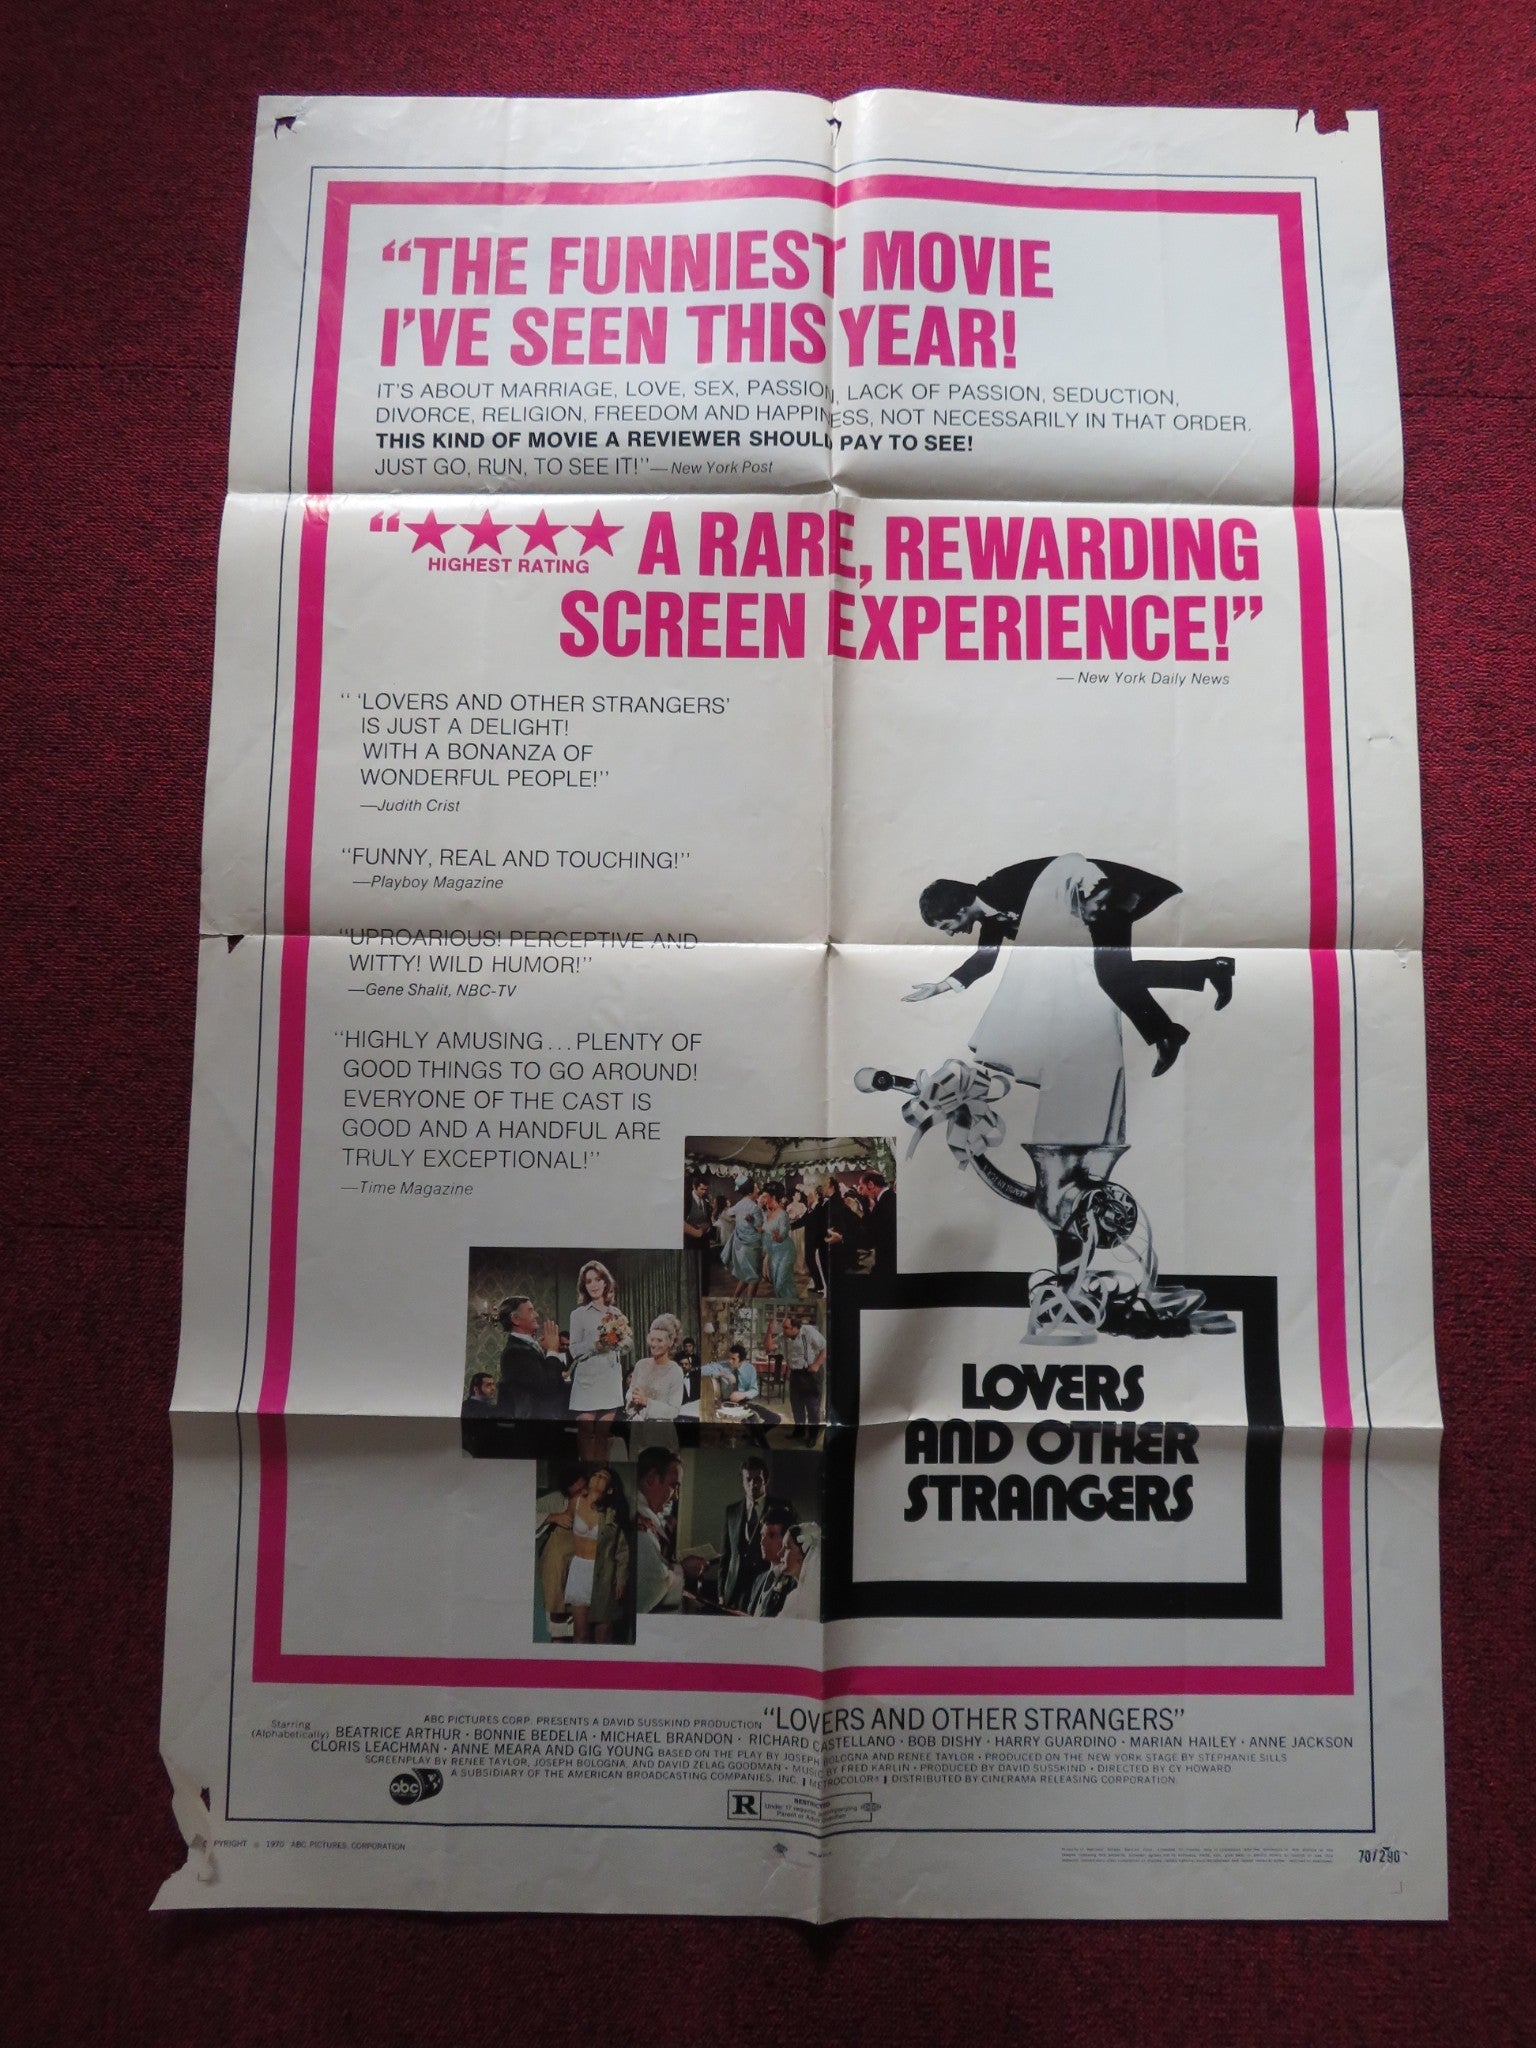 “THE FUNNIEST MOVIE
I'VE SEEN THIS YEAR!
IT'S ABOUT MARRIAGE, LOVE, SEX, PASSION, LACK OF PASSION, SEDUCTION,
DIVORCE, RELIGION, FREEDOM AND HAPPINESS, NOT NECESSARILY IN THAT ORDER.
THIS KIND OF MOVIE A REVIEWER SHOULD PAY TO SEE!
JUST GO, RUN, TO SEE IT!”—New York Post
“★★★★ A RARE, REWARDING
HIGHEST RATING
SCREEN EXPERIENCE!”
—New York Daily News
“ ‘LOVERS AND OTHER STRANGERS’
IS JUST A DELIGHT!
WITH A BONANZA OF
WONDERFUL PEOPLE!”
—Judith Crist
“FUNNY, REAL AND TOUCHING!”
—Playboy Magazine
“UPROARIOUS! PERCEPTIVE AND
WITTY! WILD HUMOR!”
—Gene Shalit, NBC-TV
“HIGHLY AMUSING...PLENTY OF
GOOD THINGS TO GO AROUND!
EVERYONE OF THE CAST IS
GOOD AND A HANDFUL ARE
TRULY EXCEPTIONAL!”
—Time Magazine
LOVERS
AND OTHER
STRANGERS
ABC PICTURES CORP. PRESENTS A DAVID SUSSKIND PRODUCTION “LOVERS AND OTHER STRANGERS”
Starring (Alphabetically) BEATRICE ARTHUR · BONNIE BEDELIA · MICHAEL BRANDON · RICHARD CASTELLANO · BOB DISHY · HARRY GUARDINO · MARIAN HAILEY · ANNE JACKSON
CLORIS LEACHMAN · ANNE MEARA AND GIG YOUNG BASED ON THE PLAY BY JOSEPH BOLOGNA AND RENEE TAYLOR · PRODUCED ON THE NEW YORK STAGE BY STEPHANIE SILLS
SCREENPLAY BY RENEE TAYLOR, JOSEPH BOLOGNA, AND DAVID ZELAG GOODMAN · MUSIC BY FRED KARLIN · PRODUCED BY DAVID SUSSKIND · DIRECTED BY CY HOWARD
abc A SUBSIDIARY OF THE AMERICAN BROADCASTING COMPANIES, INC. METROCOLOR® DISTRIBUTED BY CINERAMA RELEASING CORPORATION
R RESTRICTED
PYRIGHT © 1970 ABC PICTURES CORPORATION
70/290